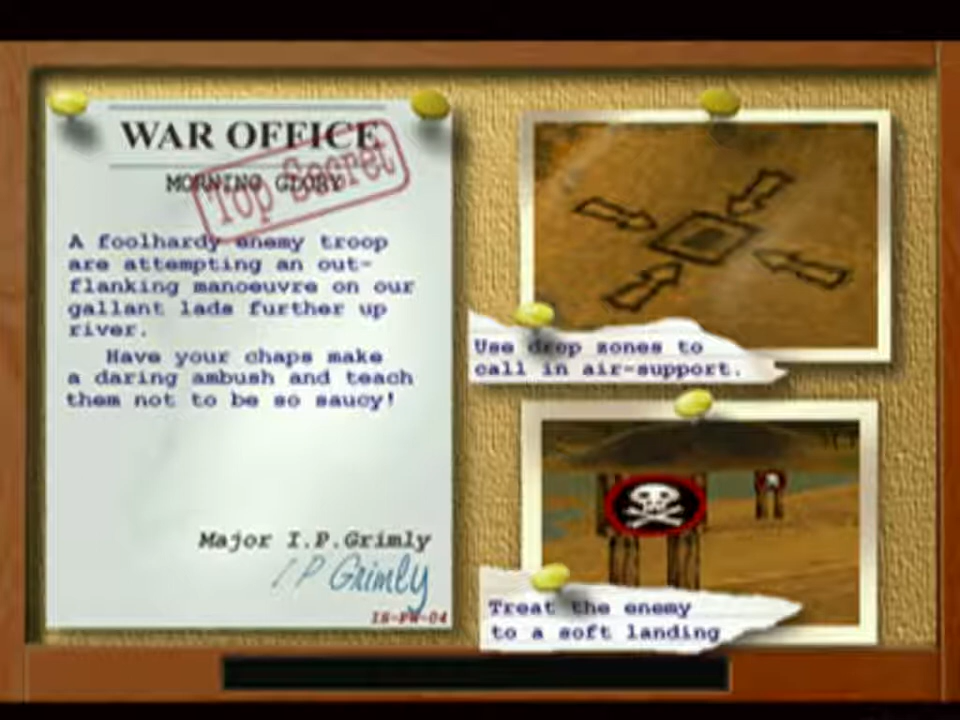 WAR OFFICE
Top Secret
MORNING GLORY
A foolhardy enemy troop
are attempting an out-
flanking manoeuvre on our
gallant lads further up
river.
Have your chaps make
a daring ambush and teach
them not to be so saucy!
Major I.P.Grimly
I P Grimly
Use drop zones to
call in air-support.
Treat the enemy
to a soft landing